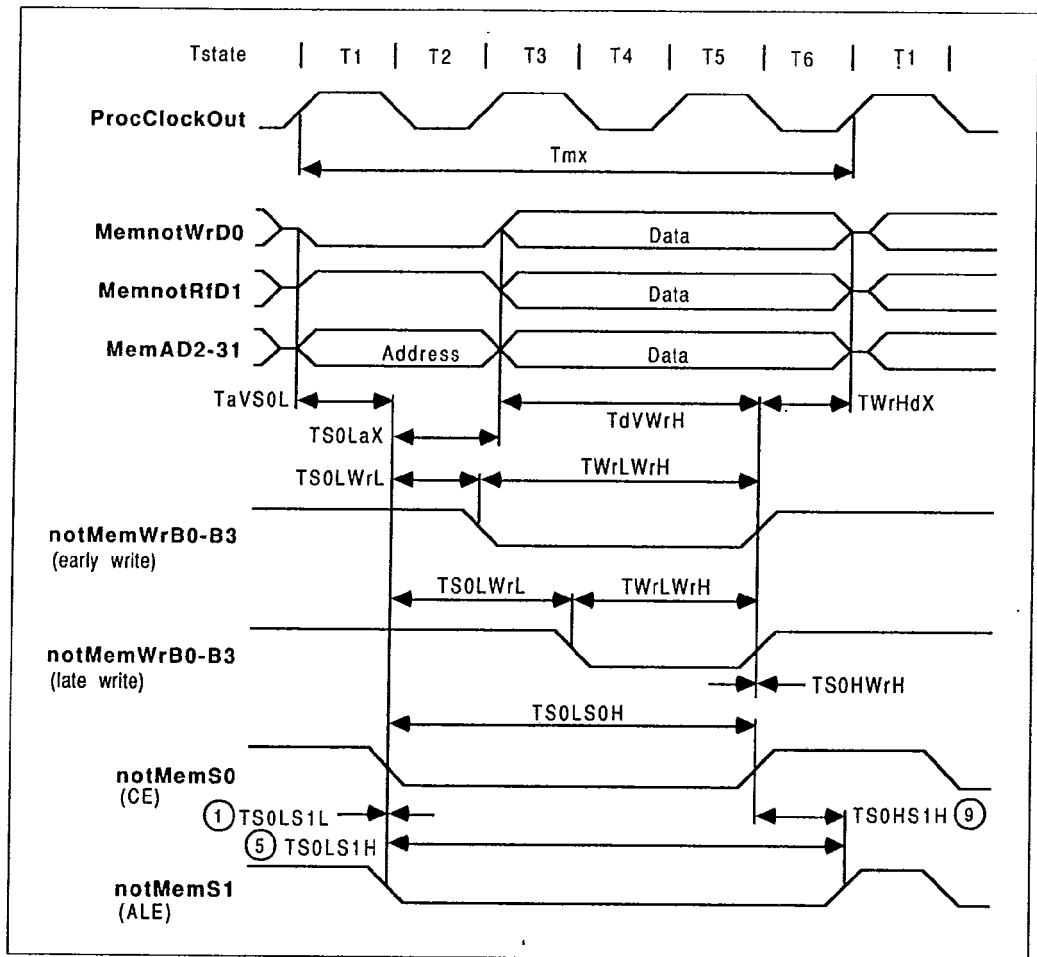 Tstate | T1 | T2 | T3 | T4 | T5 | T6 | T1 |
ProcClockOut
Tmx
MemnotWrD0 Data
MemnotRfD1 Data
MemAD2-31 Address Data
TaVS0L TdVWrH TWrHdX
TS0LaX
TS0LWrL TWrLWrH
notMemWrB0-B3
(early write)
TS0LWrL TWrLWrH
notMemWrB0-B3
(late write)
TS0HWrH
TS0LS0H
notMemS0
(CE)
1 TS0LS1L TS0HS1H 9
5 TS0LS1H
notMemS1
(ALE)